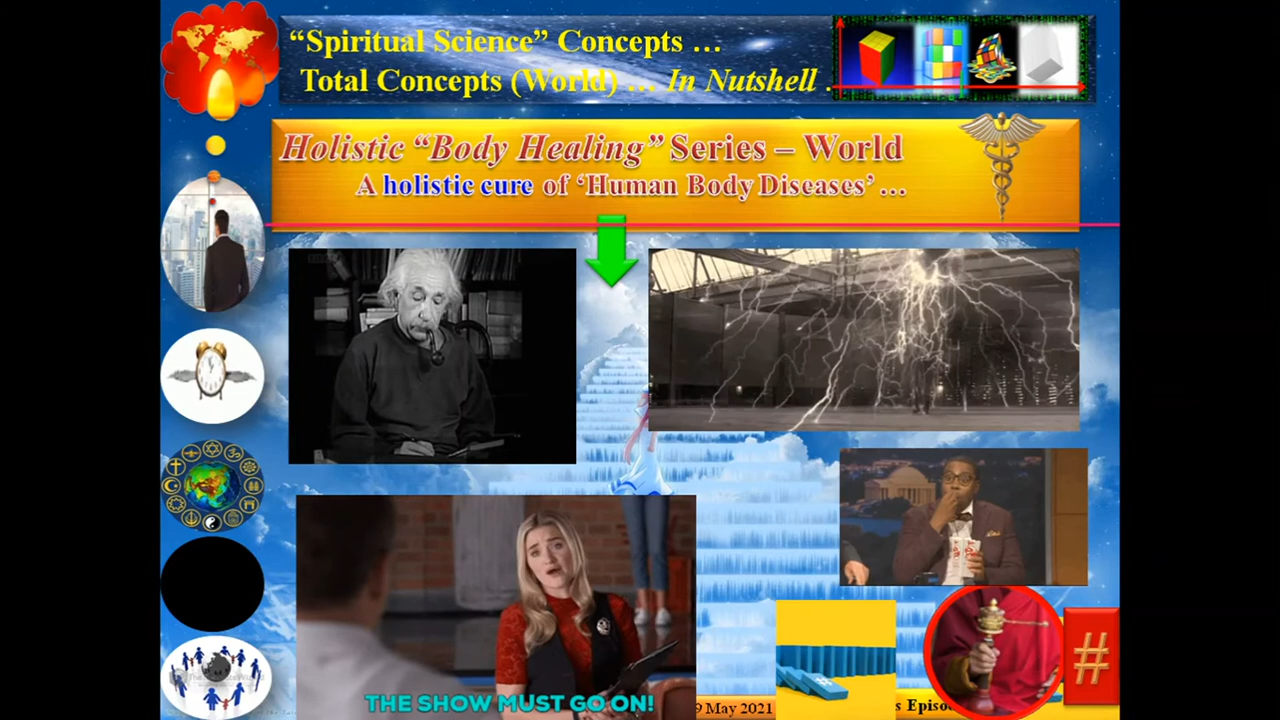 “Spiritual Science” Concepts …
Total Concepts (World) … In Nutshell .
Holistic “Body Healing” Series – World
A holistic cure of ‘Human Body Diseases’ …
THE SHOW MUST GO ON!
9 May 2021
#